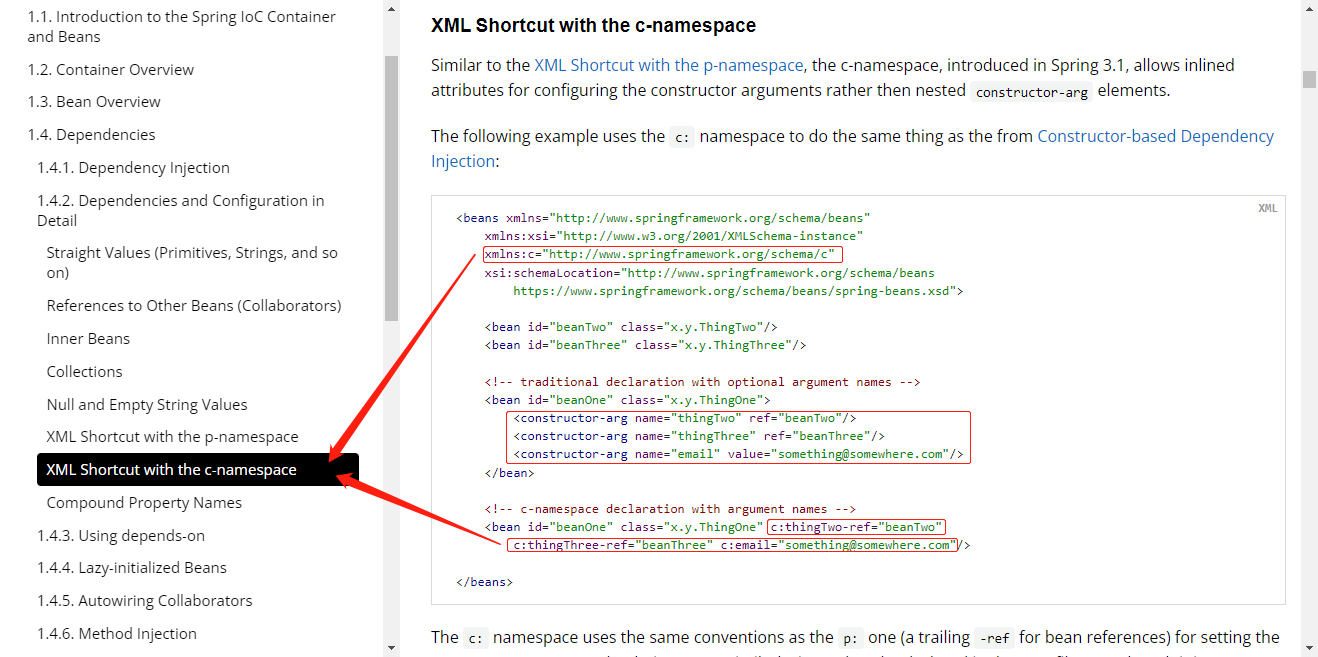 1.1. Introduction to the Spring IoC Container
and Beans
1.2. Container Overview
1.3. Bean Overview
1.4. Dependencies
1.4.1. Dependency Injection
1.4.2. Dependencies and Configuration in
Detail
Straight Values (Primitives, Strings, and so
on)
References to Other Beans (Collaborators)
Inner Beans
Collections
Null and Empty String Values
XML Shortcut with the p-namespace
XML Shortcut with the c-namespace
Compound Property Names
1.4.3. Using depends-on
1.4.4. Lazy-initialized Beans
1.4.5. Autowiring Collaborators
1.4.6. Method Injection
XML Shortcut with the c-namespace
Similar to the XML Shortcut with the p-namespace, the c-namespace, introduced in Spring 3.1, allows inlined
attributes for configuring the constructor arguments rather then nested constructor-arg elements.
The following example uses the c: namespace to do the same thing as the from Constructor-based Dependency
Injection:
XML
<beans xmlns="http://www.springframework.org/schema/beans"
xmlns:xsi="http://www.w3.org/2001/XMLSchema-instance"
xmlns:c="http://www.springframework.org/schema/c"
xsi:schemaLocation="http://www.springframework.org/schema/beans
https://www.springframework.org/schema/beans/spring-beans.xsd">
<bean id="beanTwo" class="x.y.ThingTwo"/>
<bean id="beanThree" class="x.y.ThingThree"/>
<!-- traditional declaration with optional argument names -->
<bean id="beanOne" class="x.y.ThingOne">
<constructor-arg name="thingTwo" ref="beanTwo"/>
<constructor-arg name="thingThree" ref="beanThree"/>
<constructor-arg name="email" value="something@somewhere.com"/>
</bean>
<!-- c-namespace declaration with argument names -->
<bean id="beanOne" class="x.y.ThingOne" c:thingTwo-ref="beanTwo"
c:thingThree-ref="beanThree" c:email="something@somewhere.com"/>
</beans>
The c: namespace uses the same conventions as the p: one (a trailing -ref for bean references) for setting the